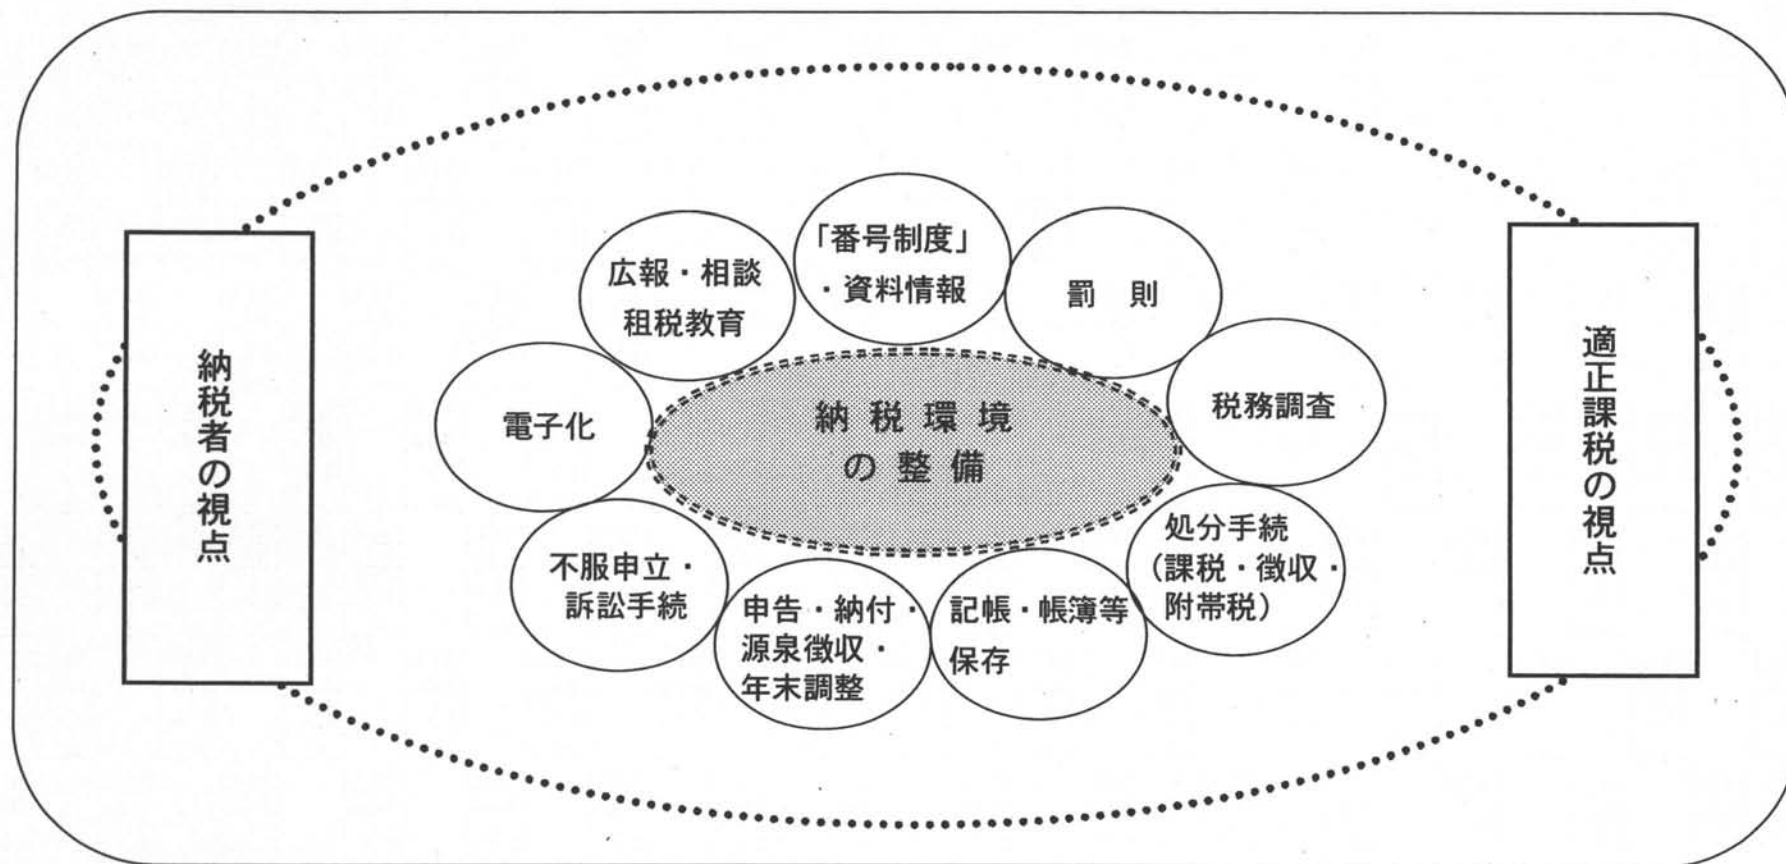 納税者の視点
「番号制度」
・資料情報
広報・相談
租税教育
罰　則
電子化
税務調査
納 税 環 境
の 整 備
不服申立・
訴訟手続
申告・納付・
源泉徴収・
年末調整
記帳・帳簿等
保存
処分手続
(課税・徴収・
附帯税)
適正課税の視点